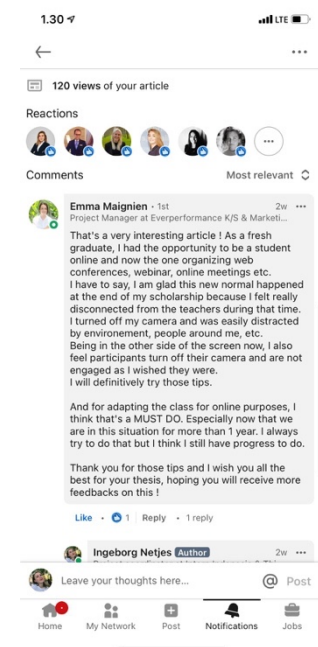 1.30
LTE
120 views of your article
Reactions
Comments
Most relevant
Emma Maignien · 1st
2w
Project Manager at Everperformance K/S & Marketi...
That's a very interesting article ! As a fresh
graduate, I had the opportunity to be a student
online and now the one organizing web
conferences, webinar, online meetings etc.
I have to say, I am glad this new normal happened
at the end of my scholarship because I felt really
disconnected from the teachers during that time.
I turned off my camera and was easily distracted
by environement, people around me, etc.
Being in the other side of the screen now, I also
feel participants turn off their camera and are not
engaged as I wished they were.
I will definitively try those tips.
And for adapting the class for online purposes, I
think that's a MUST DO. Especially now that we
are in this situation for more than 1 year. I always
try to do that but I think I still have progress to do.
Thank you for those tips and I wish you all the
best for your thesis, hoping you will receive more
feedbacks on this !
Like · 1 Reply · 1 reply
Ingeborg Netjes Author
2w
Leave your thoughts here...
@ Post
Home
My Network
Post
Notifications
Jobs